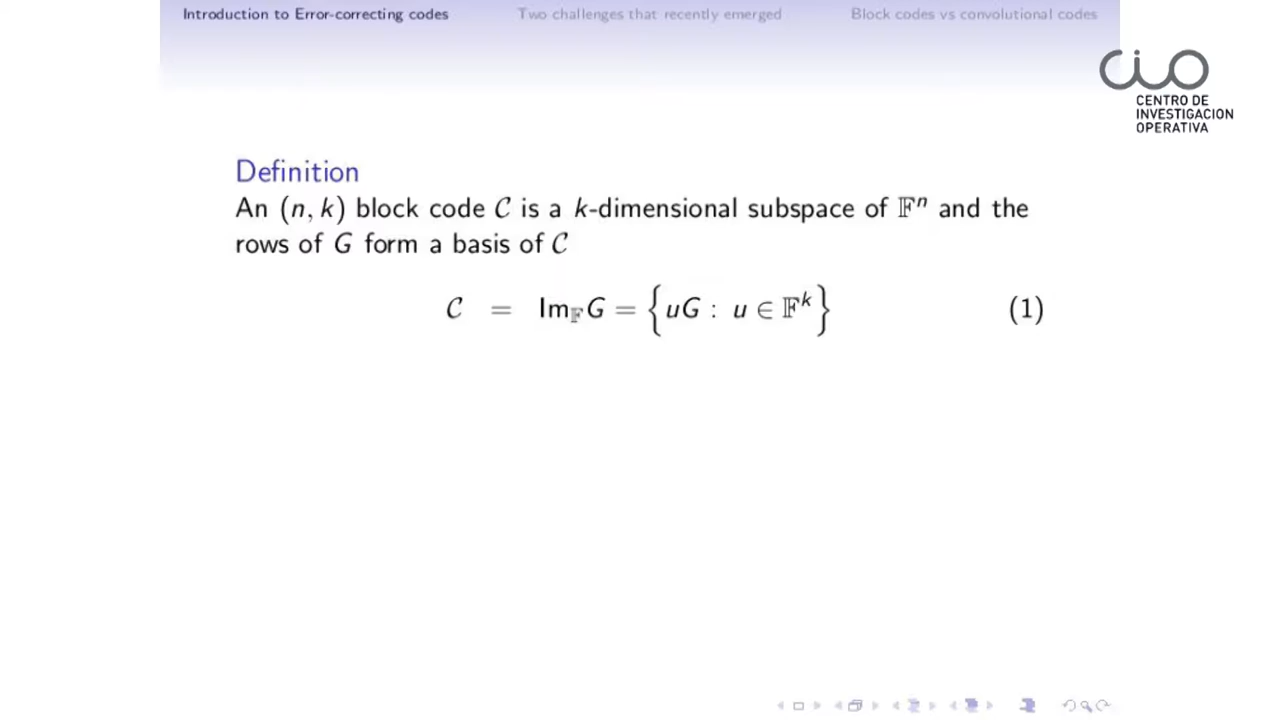 Introduction to Error-correcting codes Two challenges that recently emerged Block codes vs convolutional codes
CIO
CENTRO DE
INVESTIGACION
OPERATIVA
Definition
An (n, k) block code 𝒞 is a k-dimensional subspace of 𝔽ⁿ and the
rows of G form a basis of 𝒞
𝒞 = Im_𝔽 G = {uG : u ∈ 𝔽ᵏ} (1)